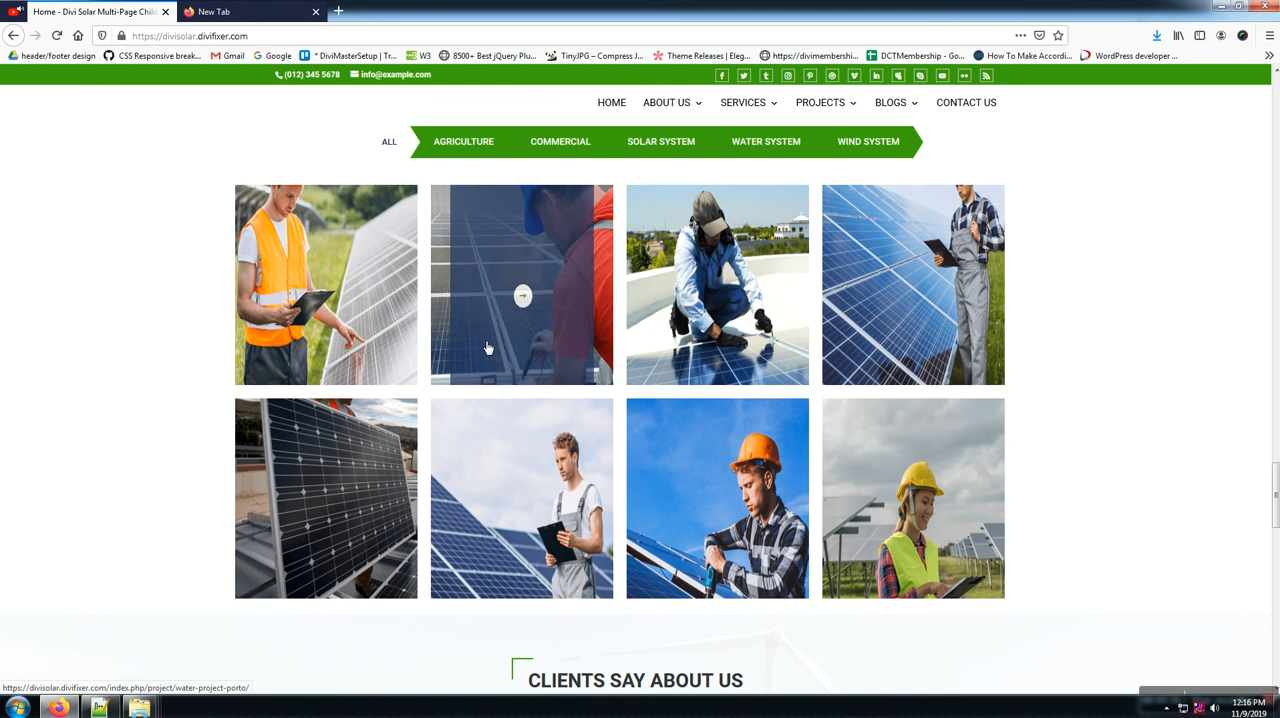 Home - Divi Solar Multi-Page Child
New Tab
https://divisolar.divifixer.com
header/footer design
CSS Responsive break...
Google
Gmail
Google
* DiviMasterSetup | Tr...
W3
8500+ Best jQuery Plu...
TinyJPG – Compress J...
Theme Releases | Eleg...
https://divimembershi...
DCTMembership - Go...
How To Make Accordi...
WordPress developer ...
(012) 345 5678
info@example.com
HOME
ABOUT US
SERVICES
PROJECTS
BLOGS
CONTACT US
ALL
AGRICULTURE
COMMERCIAL
SOLAR SYSTEM
WATER SYSTEM
WIND SYSTEM
CLIENTS SAY ABOUT US
https://divisolar.divifixer.com/index.php/project/water-project-porto/
12:16 PM
11/9/2019